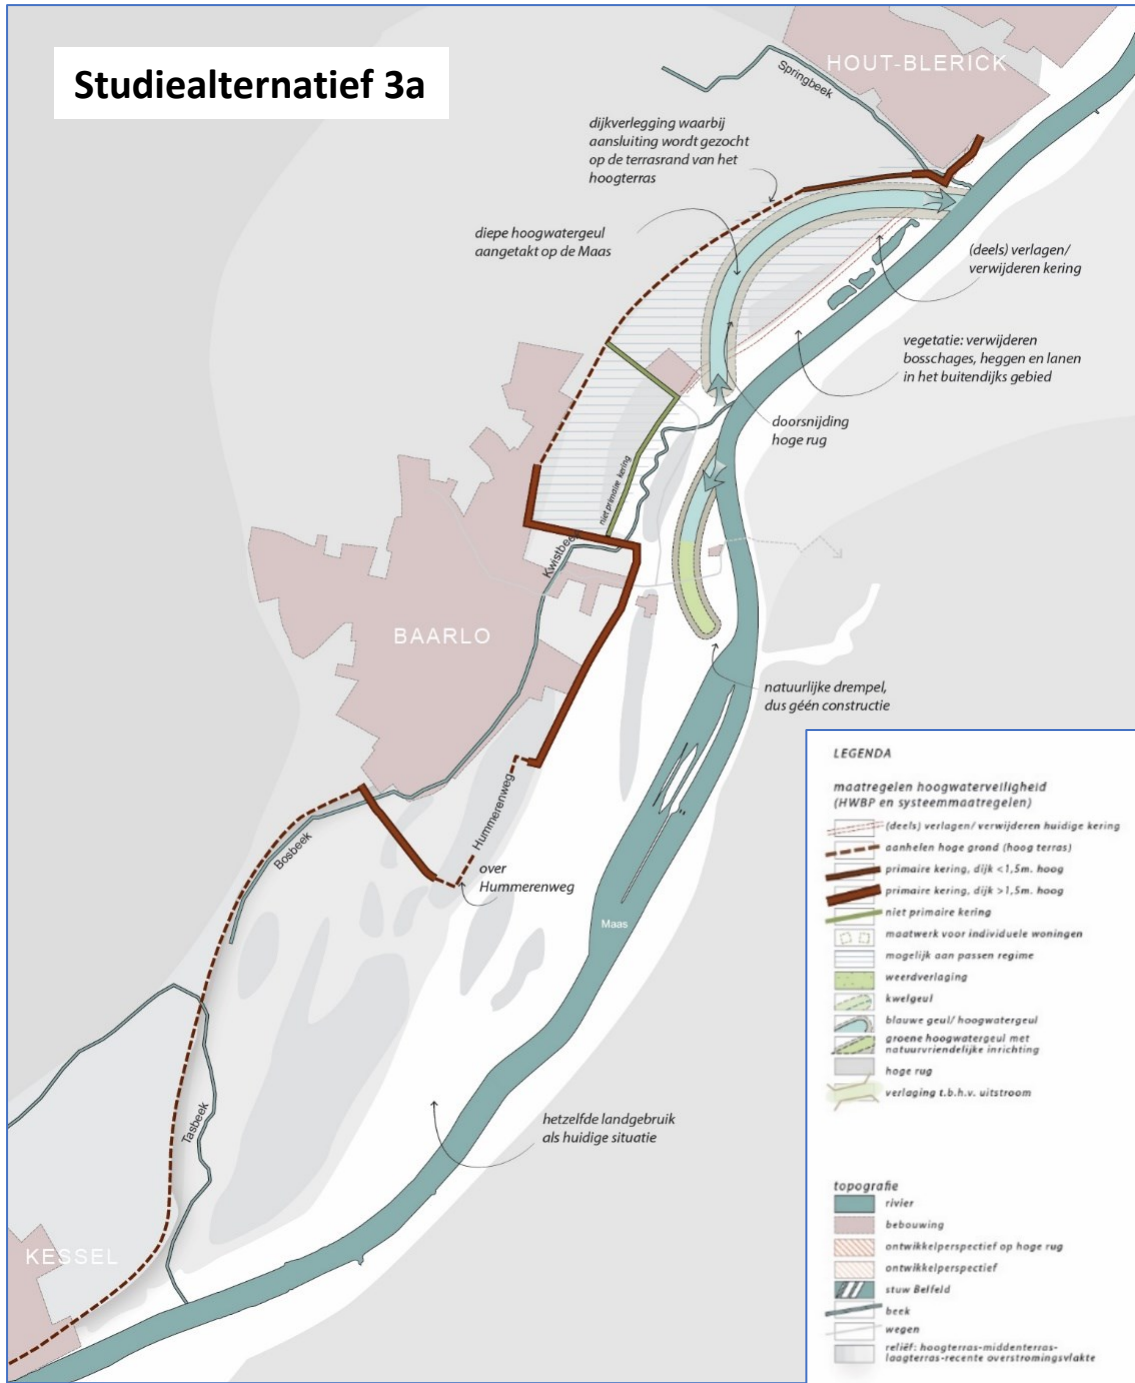 Studiealternatief 3a
HOUT-BLERICK
Springbeek
dijkverlegging waarbij
aansluiting wordt gezocht
op de terrasrand van het
hoogterras
diepe hoogwatergeul
aangetakt op de Maas
(deels) verlagen/
verwijderen kering
vegetatie: verwijderen
bosschages, heggen en lanen
in het buitendijks gebied
doorsnijding
hoge rug
niet primaire kering
Kwistbeek
BAARLO
natuurlijke drempel,
dus géén constructie
Hummerenweg
Bosbeek
over
Hummerenweg
Maas
Tasbeek
hetzelfde landgebruik
als huidige situatie
KESSEL
LEGENDA
maatregelen hoogwaterveiligheid
(HWBP en systeemmaatregelen)
(deels) verlagen/ verwijderen huidige kering
aanhelen hoge grond (hoog terras)
primaire kering, dijk <1,5m. hoog
primaire kering, dijk >1,5m. hoog
niet primaire kering
maatwerk voor individuele woningen
mogelijk aan passen regime
weerdverlaging
kwelgeul
blauwe geul/ hoogwatergeul
groene hoogwatergeul met
natuurvriendelijke inrichting
hoge rug
verlaging t.b.h.v. uitstroom
topografie
rivier
bebouwing
ontwikkelperspectief op hoge rug
ontwikkelperspectief
stuw Belfeld
beek
wegen
reliëf: hoogterras-middenterras-
laagterras-recente overstromingsvlakte